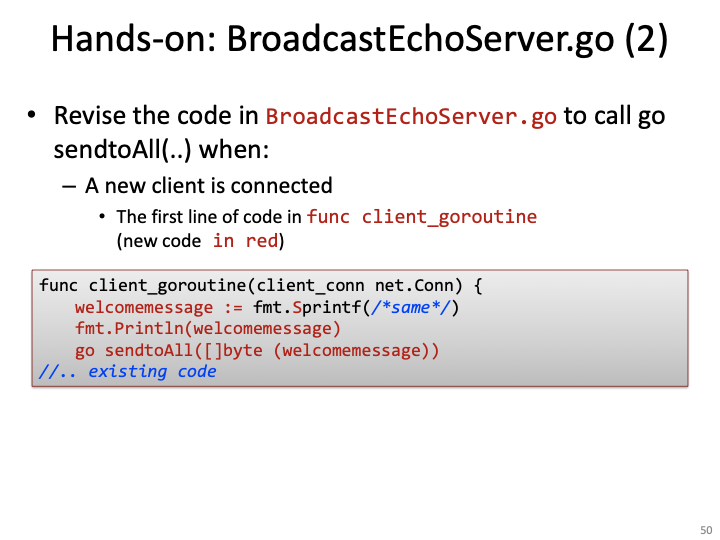 Hands-on: BroadcastEchoServer.go (2)
• Revise the code in BroadcastEchoServer.go to call go
sendtoAll(..) when:
– A new client is connected
• The first line of code in func client_goroutine
(new code in red)
func client_goroutine(client_conn net.Conn) {
welcomemessage := fmt.Sprintf(/*same*/)
fmt.Println(welcomemessage)
go sendtoAll([]byte (welcomemessage))
//.. existing code
50